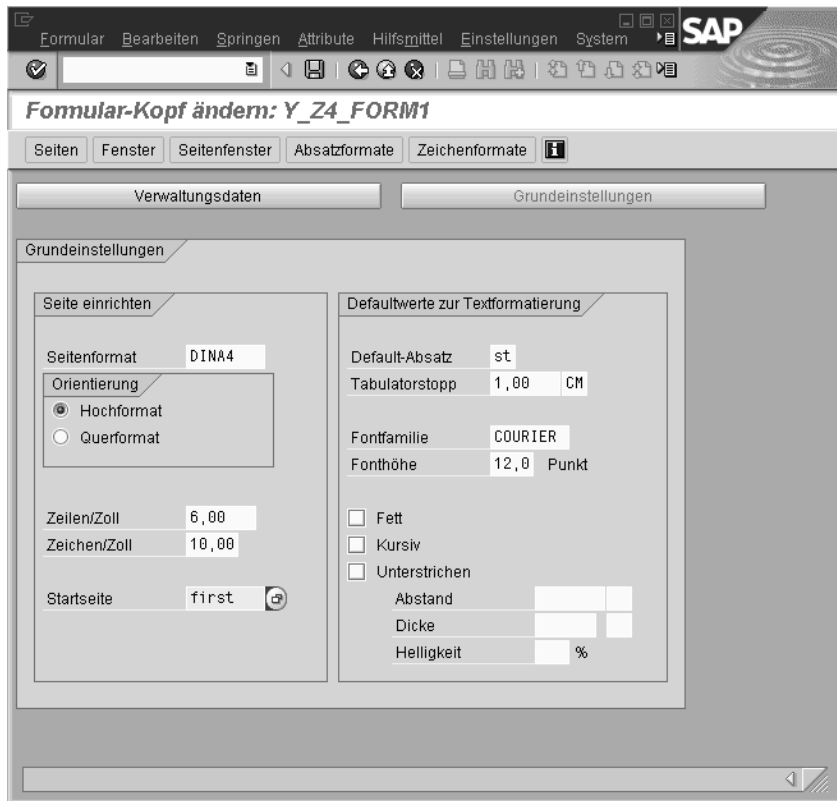 Formular Bearbeiten Springen Attribute Hilfsmittel Einstellungen System SAP
Formular-Kopf ändern: Y_Z4_FORM1
Seiten Fenster Seitenfenster Absatzformate Zeichenformate
Verwaltungsdaten Grundeinstellungen
Grundeinstellungen
Seite einrichten
Seitenformat DINA4
Orientierung
Hochformat
Querformat
Zeilen/Zoll 6,00
Zeichen/Zoll 10,00
Startseite first
Defaultwerte zur Textformatierung
Default-Absatz st
Tabulatorstopp 1,00 CM
Fontfamilie COURIER
Fonthöhe 12,0 Punkt
Fett
Kursiv
Unterstrichen
Abstand
Dicke
Helligkeit %